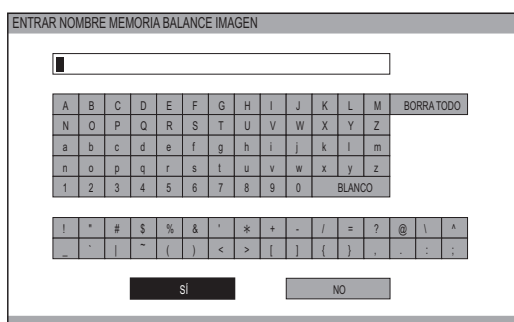 ENTRAR NOMBRE MEMORIA BALANCE IMAGEN
A B C D E F G H I J K L M BORRA TODO
N O P Q R S T U V W X Y Z
a b c d e f g h i j k l m
n o p q r s t u v w x y z
1 2 3 4 5 6 7 8 9 0 BLANCO
! " # $ % & ' * + - / = ? @ \ ^
_ ` | ~ ( ) < > [ ] { } , . : ;
SÍ NO